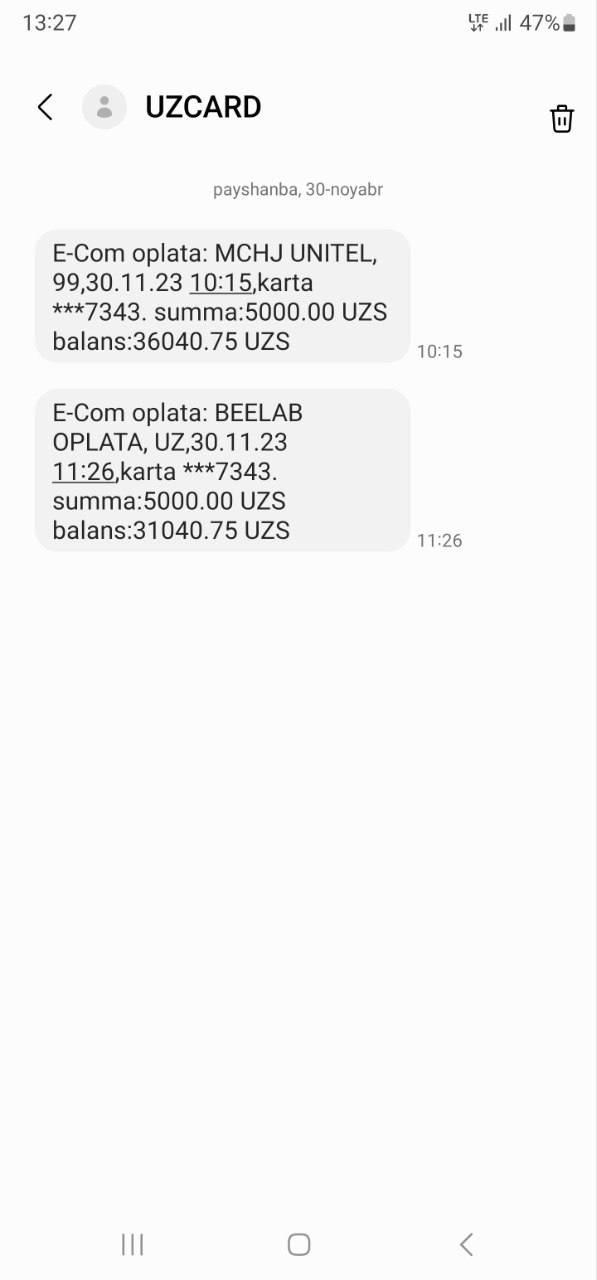 13:27 LTE 47%
UZCARD
payshanba, 30-noyabr
E-Com oplata: MCHJ UNITEL,
99,30.11.23 10:15,karta
***7343. summa:5000.00 UZS
balans:36040.75 UZS
10:15
E-Com oplata: BEELAB
OPLATA, UZ,30.11.23
11:26,karta ***7343.
summa:5000.00 UZS
balans:31040.75 UZS
11:26